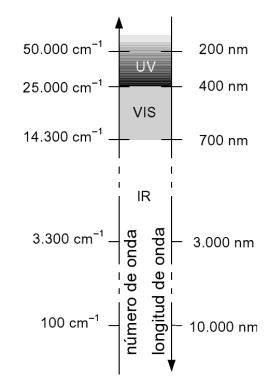 50.000 cm⁻¹ 200 nm
UV
25.000 cm⁻¹ 400 nm
VIS
14.300 cm⁻¹ 700 nm
IR
3.300 cm⁻¹ 3.000 nm
100 cm⁻¹ 10.000 nm
número de onda
longitud de onda